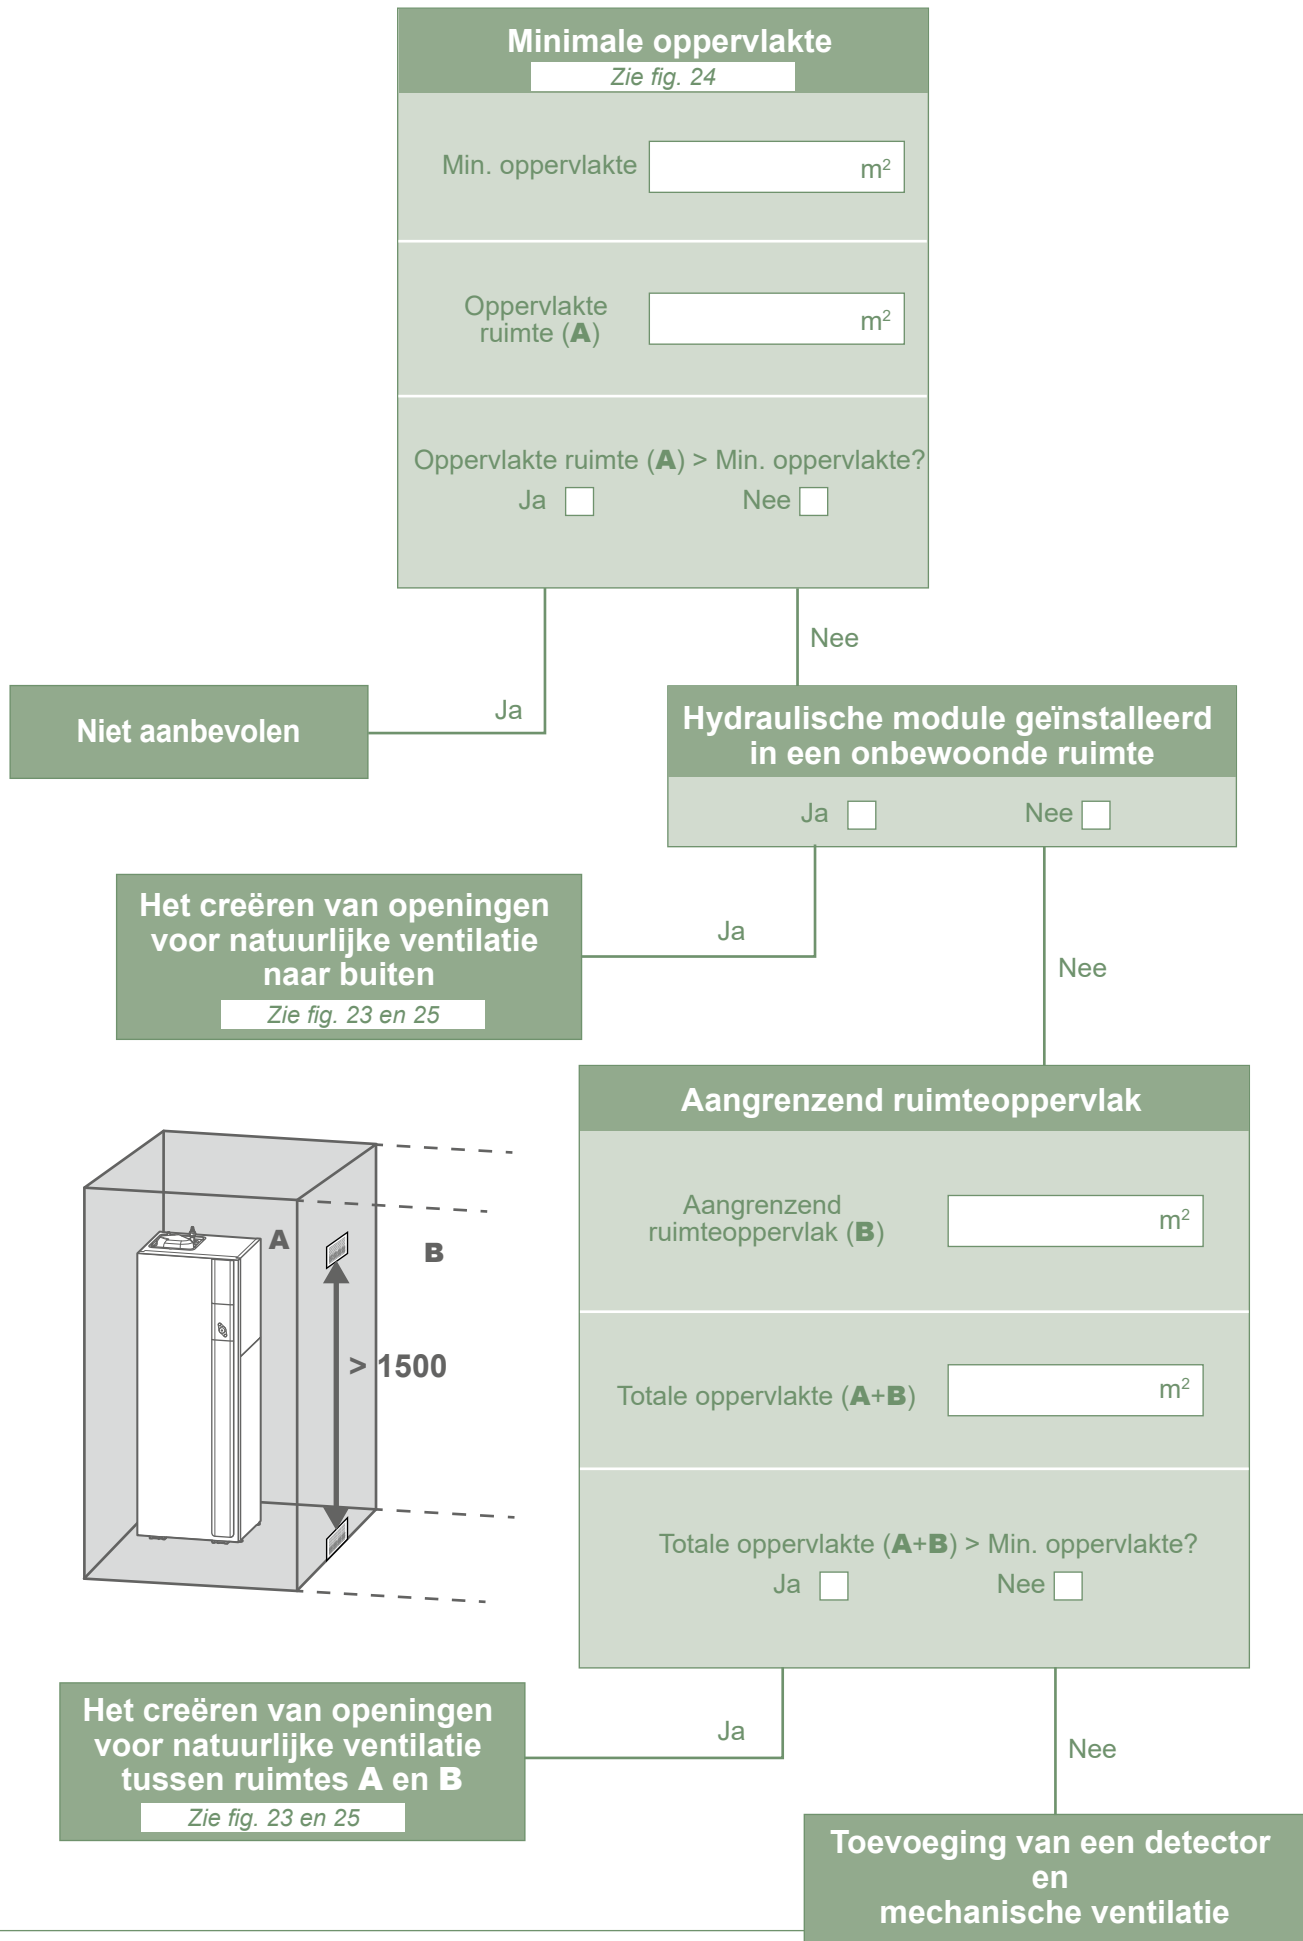 Minimale oppervlakte
Zie fig. 24
Min. oppervlakte
m²
Oppervlakte
ruimte (A)
m²
Oppervlakte ruimte (A) > Min. oppervlakte?
Ja
Nee
Nee
Ja
Niet aanbevolen
Hydraulische module geïnstalleerd
in een onbewoonde ruimte
Ja
Nee
Het creëren van openingen
voor natuurlijke ventilatie
naar buiten
Zie fig. 23 en 25
Ja
Nee
Aangrenzend ruimteoppervlak
Aangrenzend
ruimteoppervlak (B)
m²
Totale oppervlakte (A+B)
m²
Totale oppervlakte (A+B) > Min. oppervlakte?
Ja
Nee
A
B
> 1500
Het creëren van openingen
voor natuurlijke ventilatie
tussen ruimtes A en B
Zie fig. 23 en 25
Ja
Nee
Toevoeging van een detector
en
mechanische ventilatie